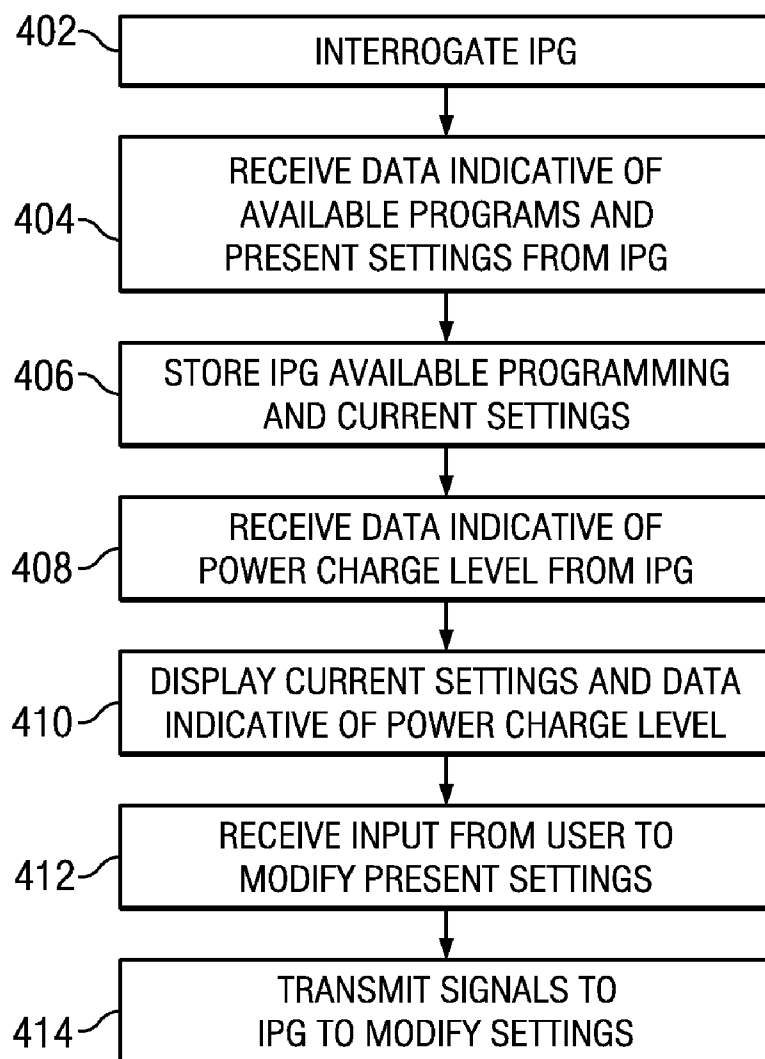 402
INTERROGATE IPG
404
RECEIVE DATA INDICATIVE OF
AVAILABLE PROGRAMS AND
PRESENT SETTINGS FROM IPG
406
STORE IPG AVAILABLE PROGRAMMING
AND CURRENT SETTINGS
408
RECEIVE DATA INDICATIVE OF
POWER CHARGE LEVEL FROM IPG
410
DISPLAY CURRENT SETTINGS AND DATA
INDICATIVE OF POWER CHARGE LEVEL
412
RECEIVE INPUT FROM USER TO
MODIFY PRESENT SETTINGS
414
TRANSMIT SIGNALS TO
IPG TO MODIFY SETTINGS